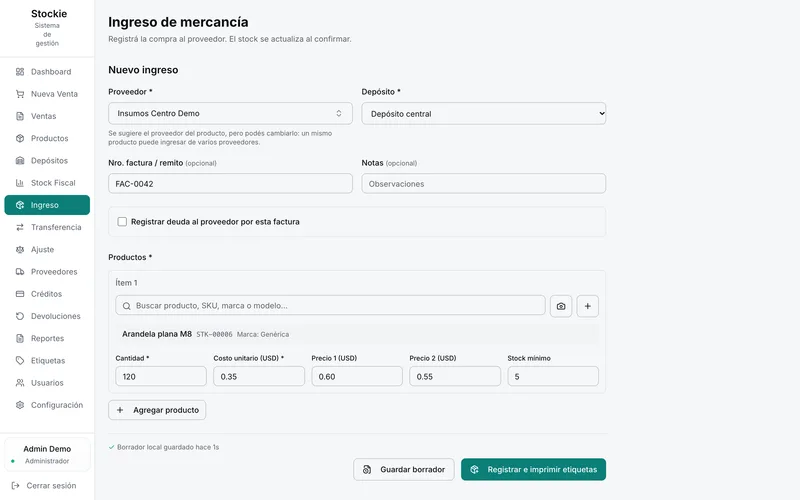 Stockie
Sistema
de
gestión
Dashboard
Nueva Venta
Ventas
Productos
Depósitos
Stock Fiscal
Ingreso
Transferencia
Ajuste
Proveedores
Créditos
Devoluciones
Reportes
Etiquetas
Usuarios
Configuración
Admin Demo
Administrador
Cerrar sesión
Ingreso de mercancía
Registrá la compra al proveedor. El stock se actualiza al confirmar.
Nuevo ingreso
Proveedor * Depósito *
Insumos Centro Demo Depósito central
Se sugiere el proveedor del producto, pero podés cambiarlo: un mismo
producto puede ingresar de varios proveedores.
Nro. factura / remito (opcional) Notas (opcional)
FAC-0042 Observaciones
Registrar deuda al proveedor por esta factura
Productos *
Ítem 1
Buscar producto, SKU, marca o modelo...
Arandela plana M8 STK-00006 Marca: Genérica
Cantidad * Costo unitario (USD) * Precio 1 (USD) Precio 2 (USD) Stock mínimo
120 0.35 0.60 0.55 5
Agregar producto
Borrador local guardado hace 1s
Guardar borrador Registrar e imprimir etiquetas